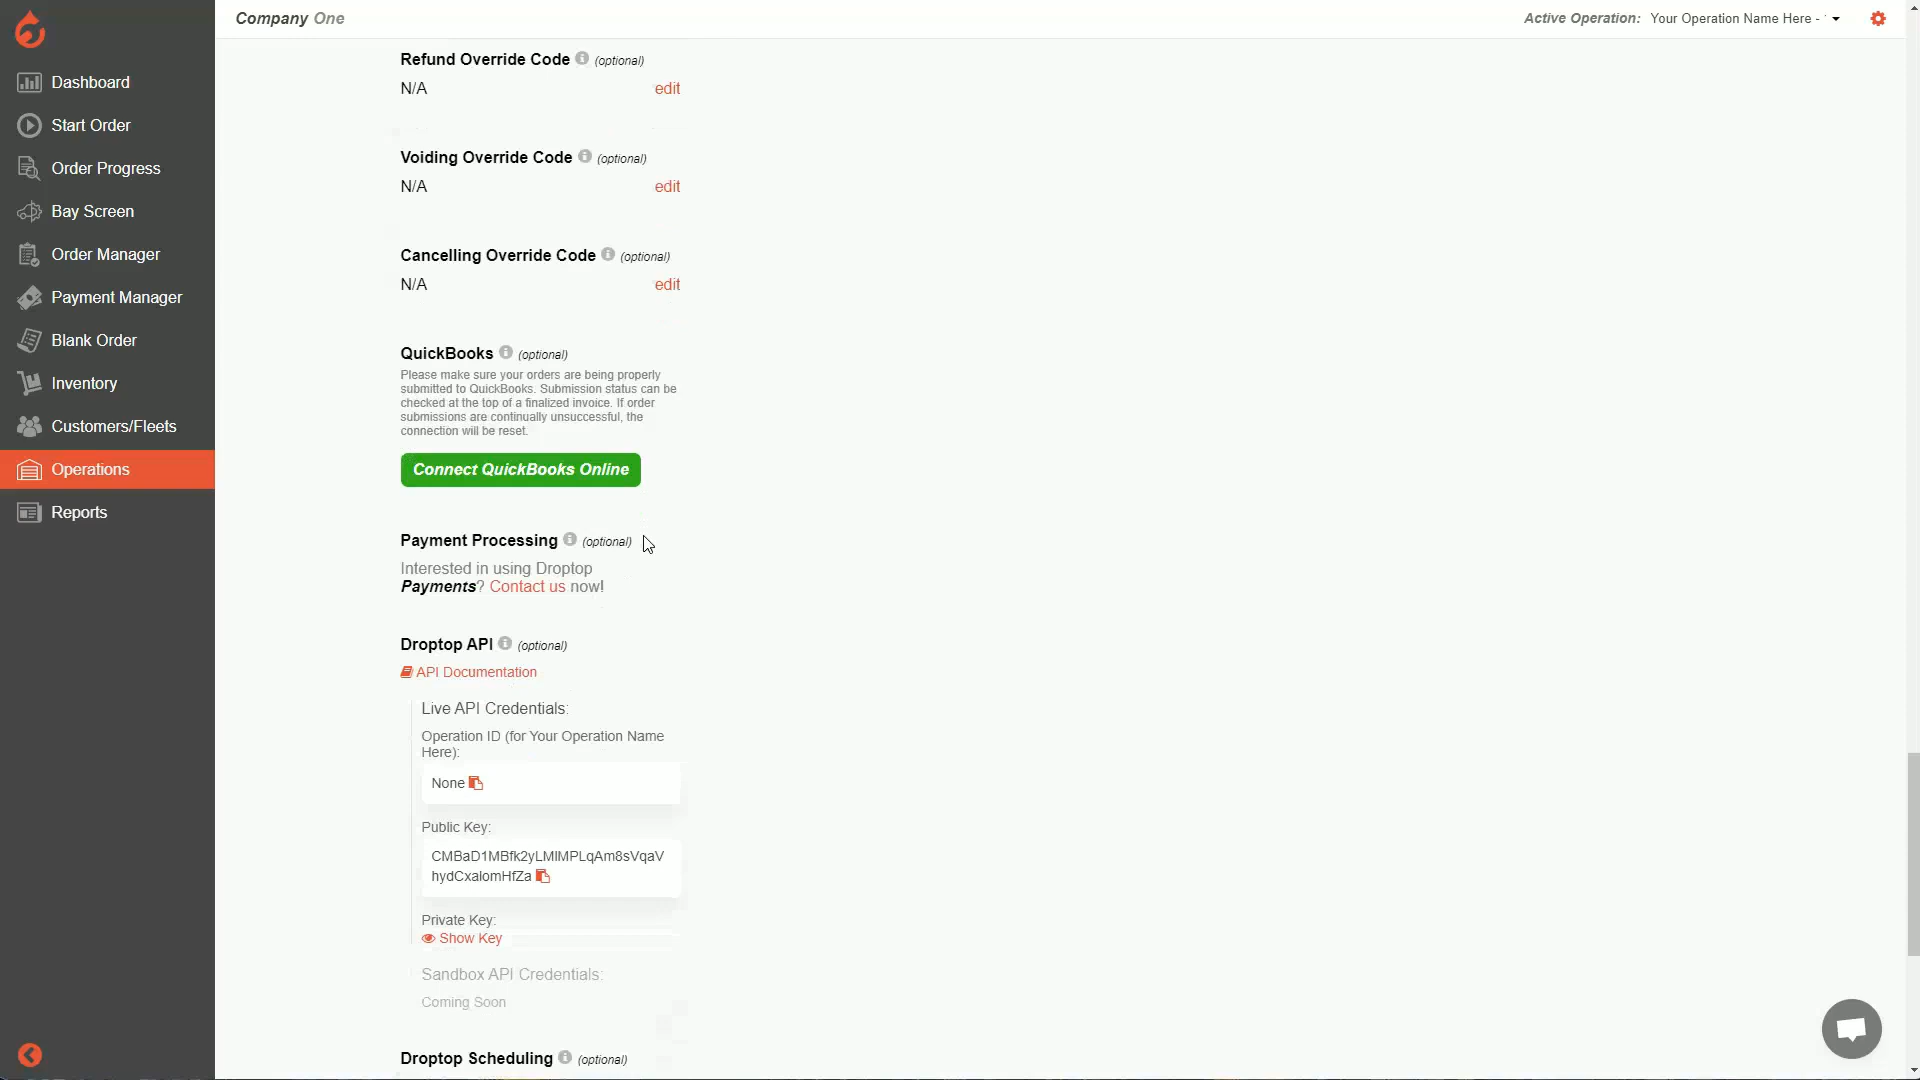 Company One
Active Operation: Your Operation Name Here -
Dashboard
Start Order
Order Progress
Bay Screen
Order Manager
Payment Manager
Blank Order
Inventory
Customers/Fleets
Operations
Reports
Refund Override Code (optional)
N/A edit
Voiding Override Code (optional)
N/A edit
Cancelling Override Code (optional)
N/A edit
QuickBooks (optional)
Please make sure your orders are being properly
submitted to QuickBooks. Submission status can be
checked at the top of a finalized invoice. If order
submissions are continually unsuccessful, the
connection will be reset.
Connect QuickBooks Online
Payment Processing (optional)
Interested in using Droptop
Payments? Contact us now!
Droptop API (optional)
API Documentation
Live API Credentials:
Operation ID (for Your Operation Name
Here):
None
Public Key:
CMBaD1MBfk2yLMIMPLqAm8sVqaV
hydCxalomHfZa
Private Key:
Show Key
Sandbox API Credentials:
Coming Soon
Droptop Scheduling (optional)